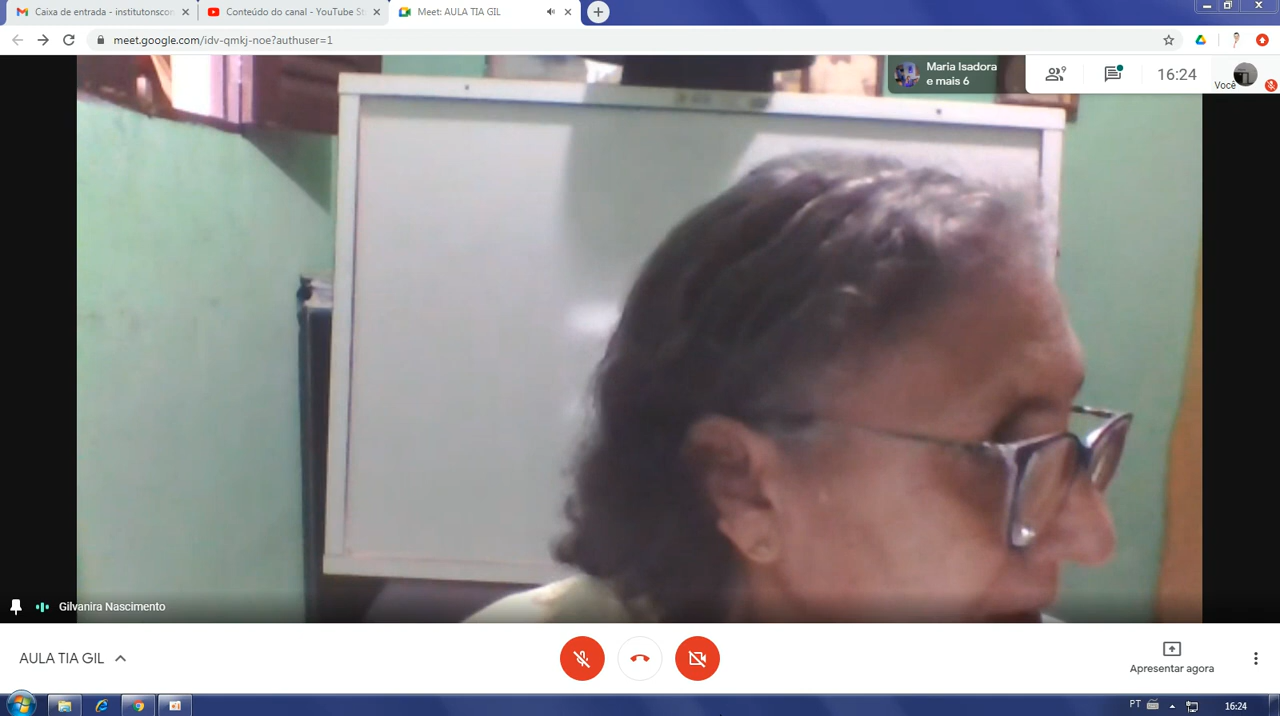 Caixa de entrada - institutonscon
Conteúdo do canal - YouTube St
Meet: AULA TIA GIL
meet.google.com/idv-qmkj-noe?authuser=1
Maria Isadora
e mais 6
9
16:24
Você
Gilvanira Nascimento
AULA TIA GIL
Apresentar agora
PT
16:24